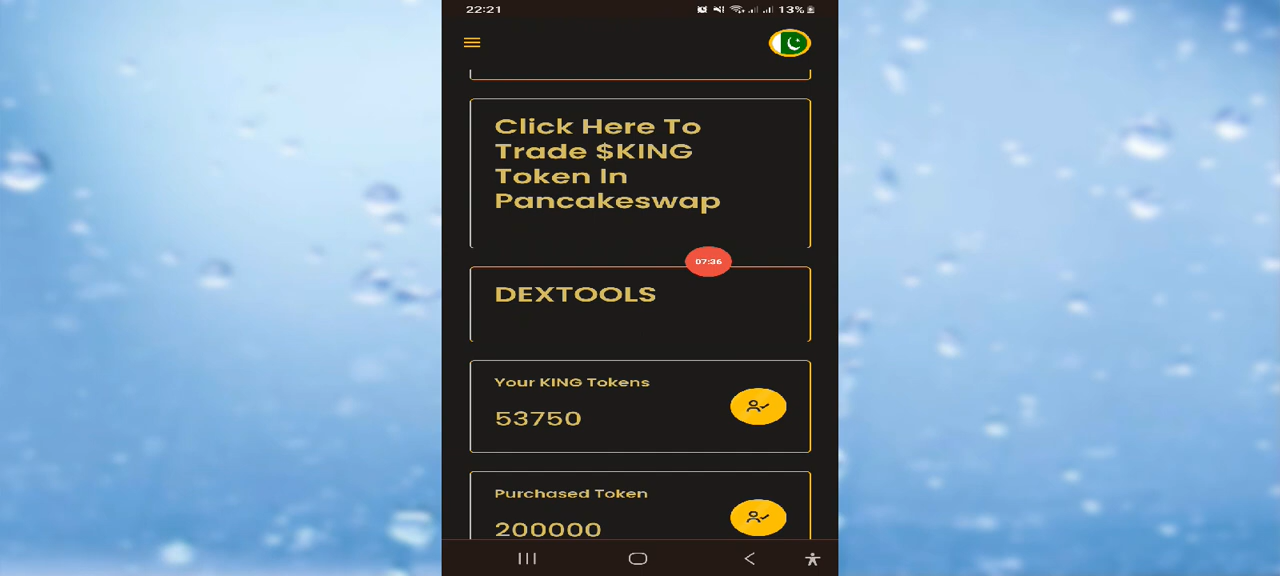 22:21
13%
Click Here To
Trade $KING
Token In
Pancakeswap
07:36
DEXTOOLS
Your KING Tokens
53750
Purchased Token
200000